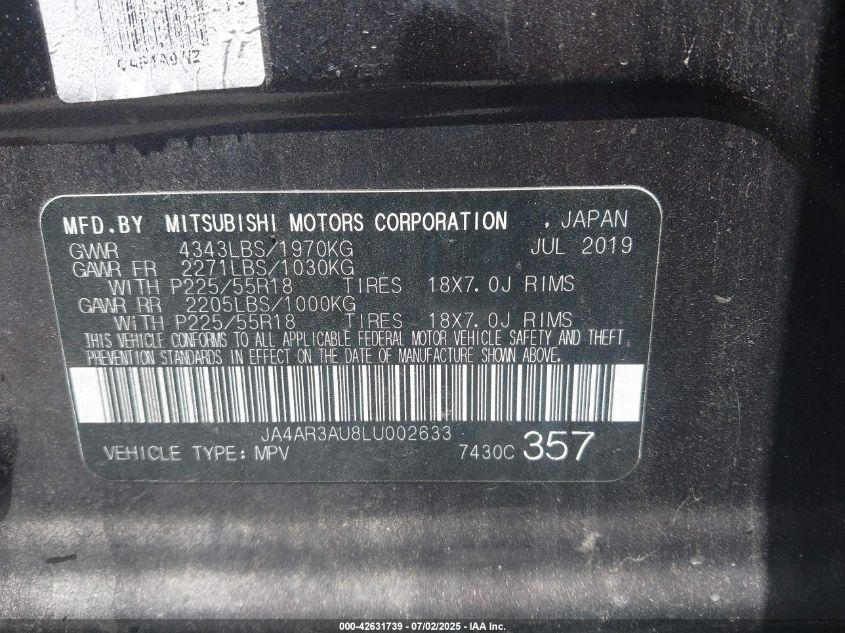 MFD. BY MITSUBISHI MOTORS CORPORATION , JAPAN
GVWR 4343LBS/1970KG JUL 2019
GAWR FR 2271LBS/1030KG
WITH P225/55R18 TIRES 18X7.0J RIMS
GAWR RR 2205LBS/1000KG
WITH P225/55R18 TIRES 18X7.0J RIMS
THIS VEHICLE CONFORMS TO ALL APPLICABLE FEDERAL MOTOR VEHICLE SAFETY AND THEFT
PREVENTION STANDARDS IN EFFECT ON THE DATE OF MANUFACTURE SHOWN ABOVE.
JA4AR3AU8LU002633
VEHICLE TYPE: MPV 7430C 357
000-42631739 - 07/02/2025 - IAA Inc.